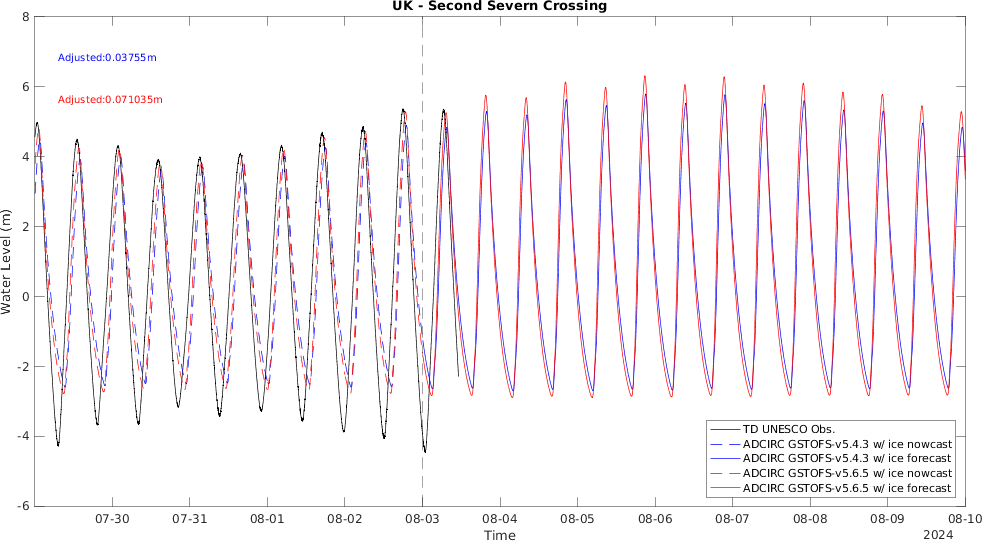 UK - Second Severn Crossing
8
6
4
2
0
-2
-4
-6
Water Level (m)
Adjusted:0.03755m
Adjusted:0.071035m
TD UNESCO Obs.
ADCIRC GSTOFS-v5.4.3 w/ ice nowcast
ADCIRC GSTOFS-v5.4.3 w/ ice forecast
ADCIRC GSTOFS-v5.6.5 w/ ice nowcast
ADCIRC GSTOFS-v5.6.5 w/ ice forecast
07-30 07-31 08-01 08-02 08-03 08-04 08-05 08-06 08-07 08-08 08-09 08-10
Time
2024